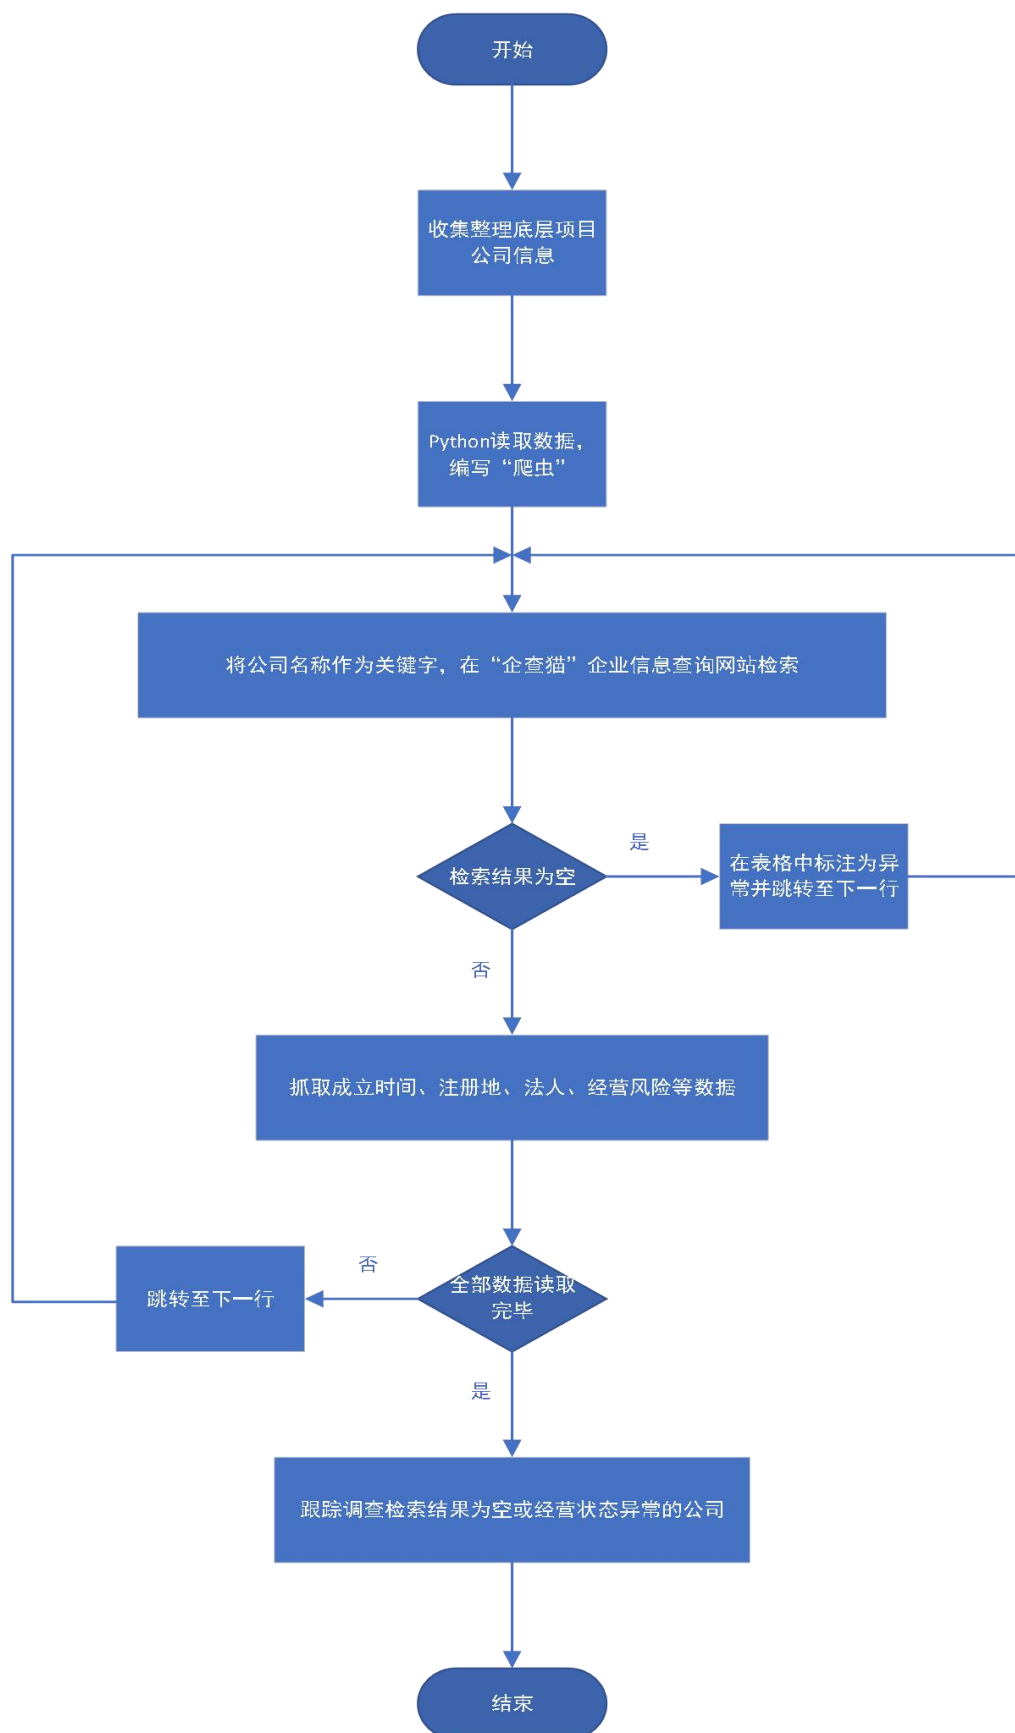 开始
收集整理底层项目
公司信息
Python读取数据，
编写“爬虫”
将公司名称作为关键字，在“企查猫”企业信息查询网站检索
是
检索结果为空
在表格中标注为异
常并跳转至下一行
否
抓取成立时间、注册地、法人、经营风险等数据
否
全部数据读取
完毕
跳转至下一行
是
跟踪调查检索结果为空或经营状态异常的公司
结束